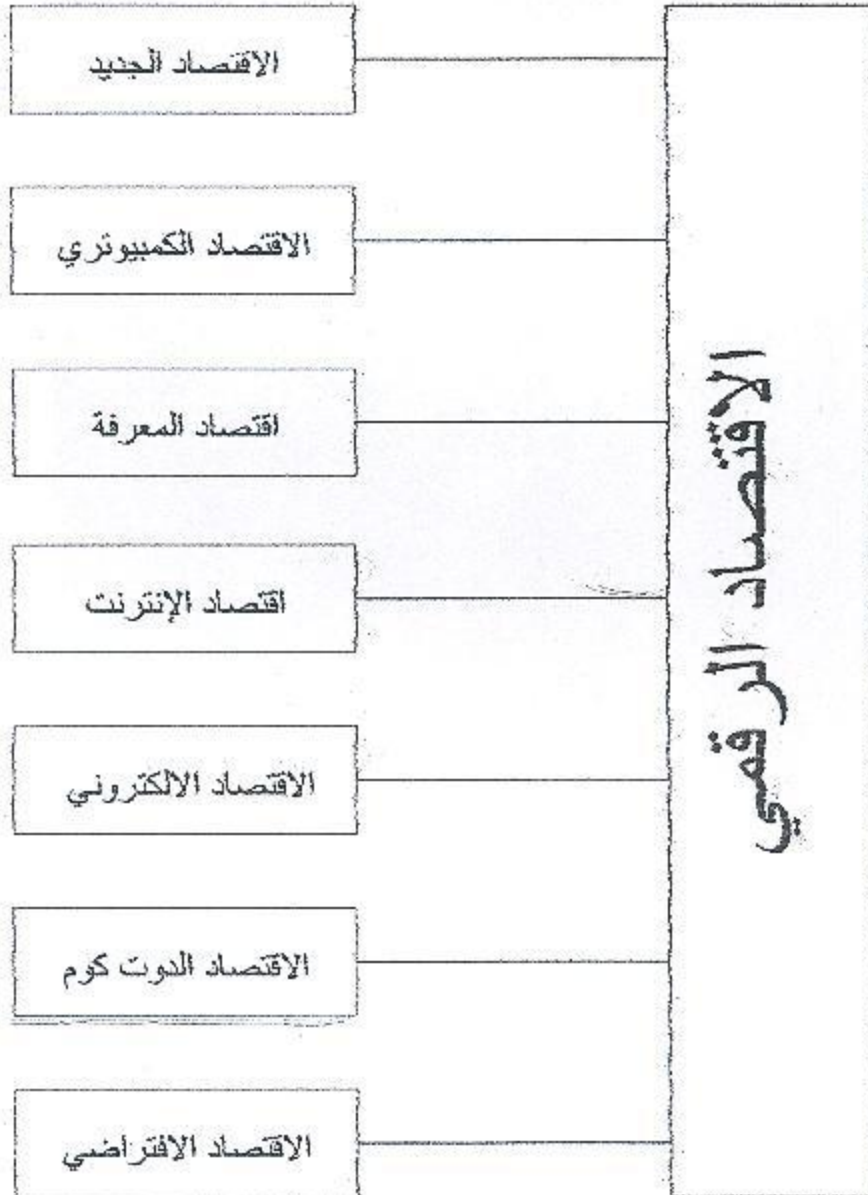 الاقتصاد الرقمي
الاقتصاد الجديد
الاقتصاد الكمبيوتري
اقتصاد المعرفة
اقتصاد الإنترنت
الاقتصاد الالكتروني
الاقتصاد الدوت كوم
الاقتصاد الافتراضي